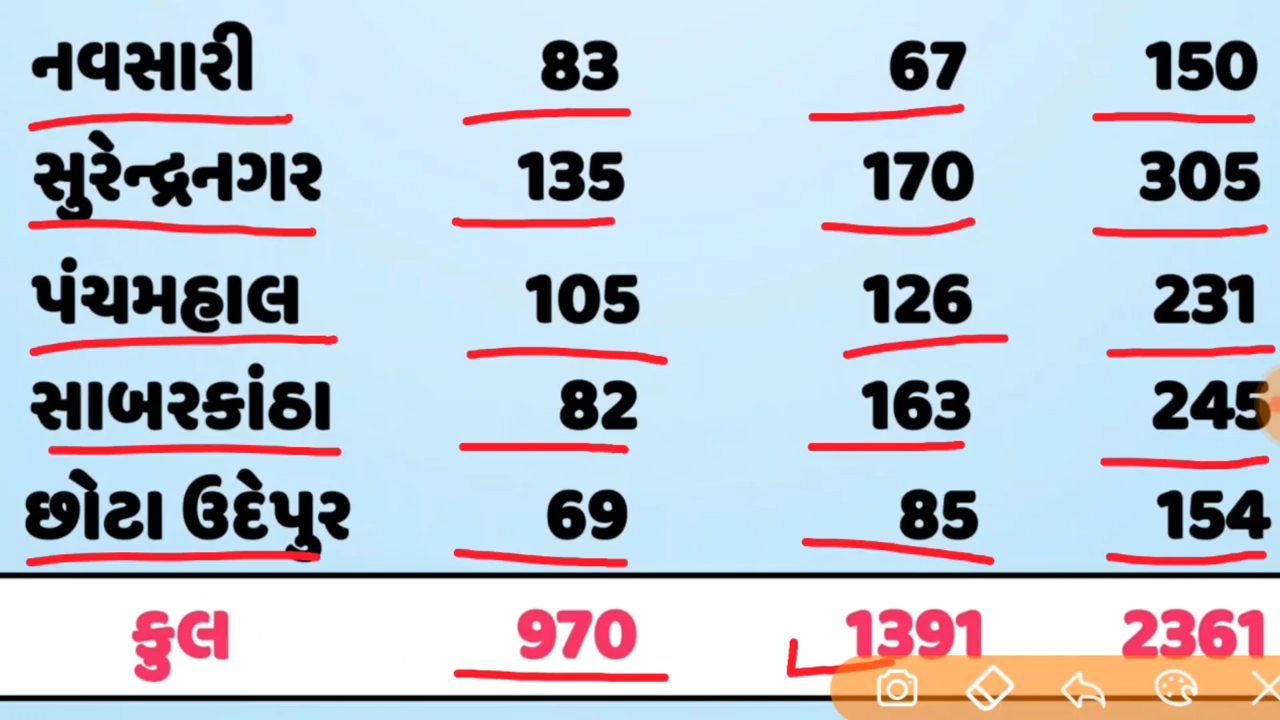 નવસારી 83 67 150
સુરેન્દ્રનગર 135 170 305
પંચમહાલ 105 126 231
સાબરકાંઠા 82 163 245
છોટા ઉદેપુર 69 85 154
કુલ 970 1391 2361